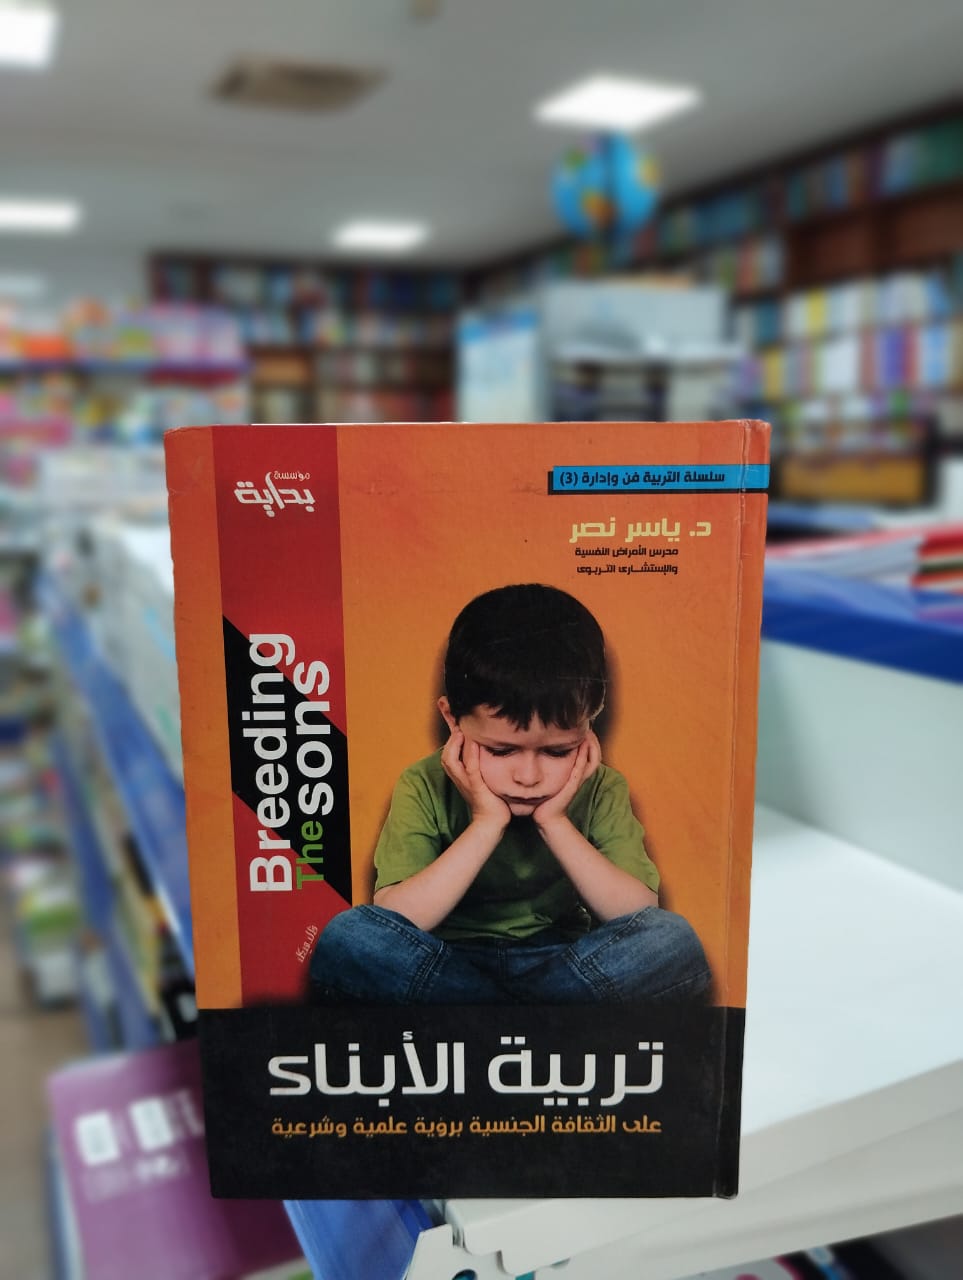 سلسلة التربية فن وإدارة (3)
مؤسسة
بداية
د. ياسر نصر
مدرس الأمراض النفسية
والإستشارى التربوى
Breeding
The sons
تربية الأبناء
على الثقافة الجنسية برؤية علمية وشرعية